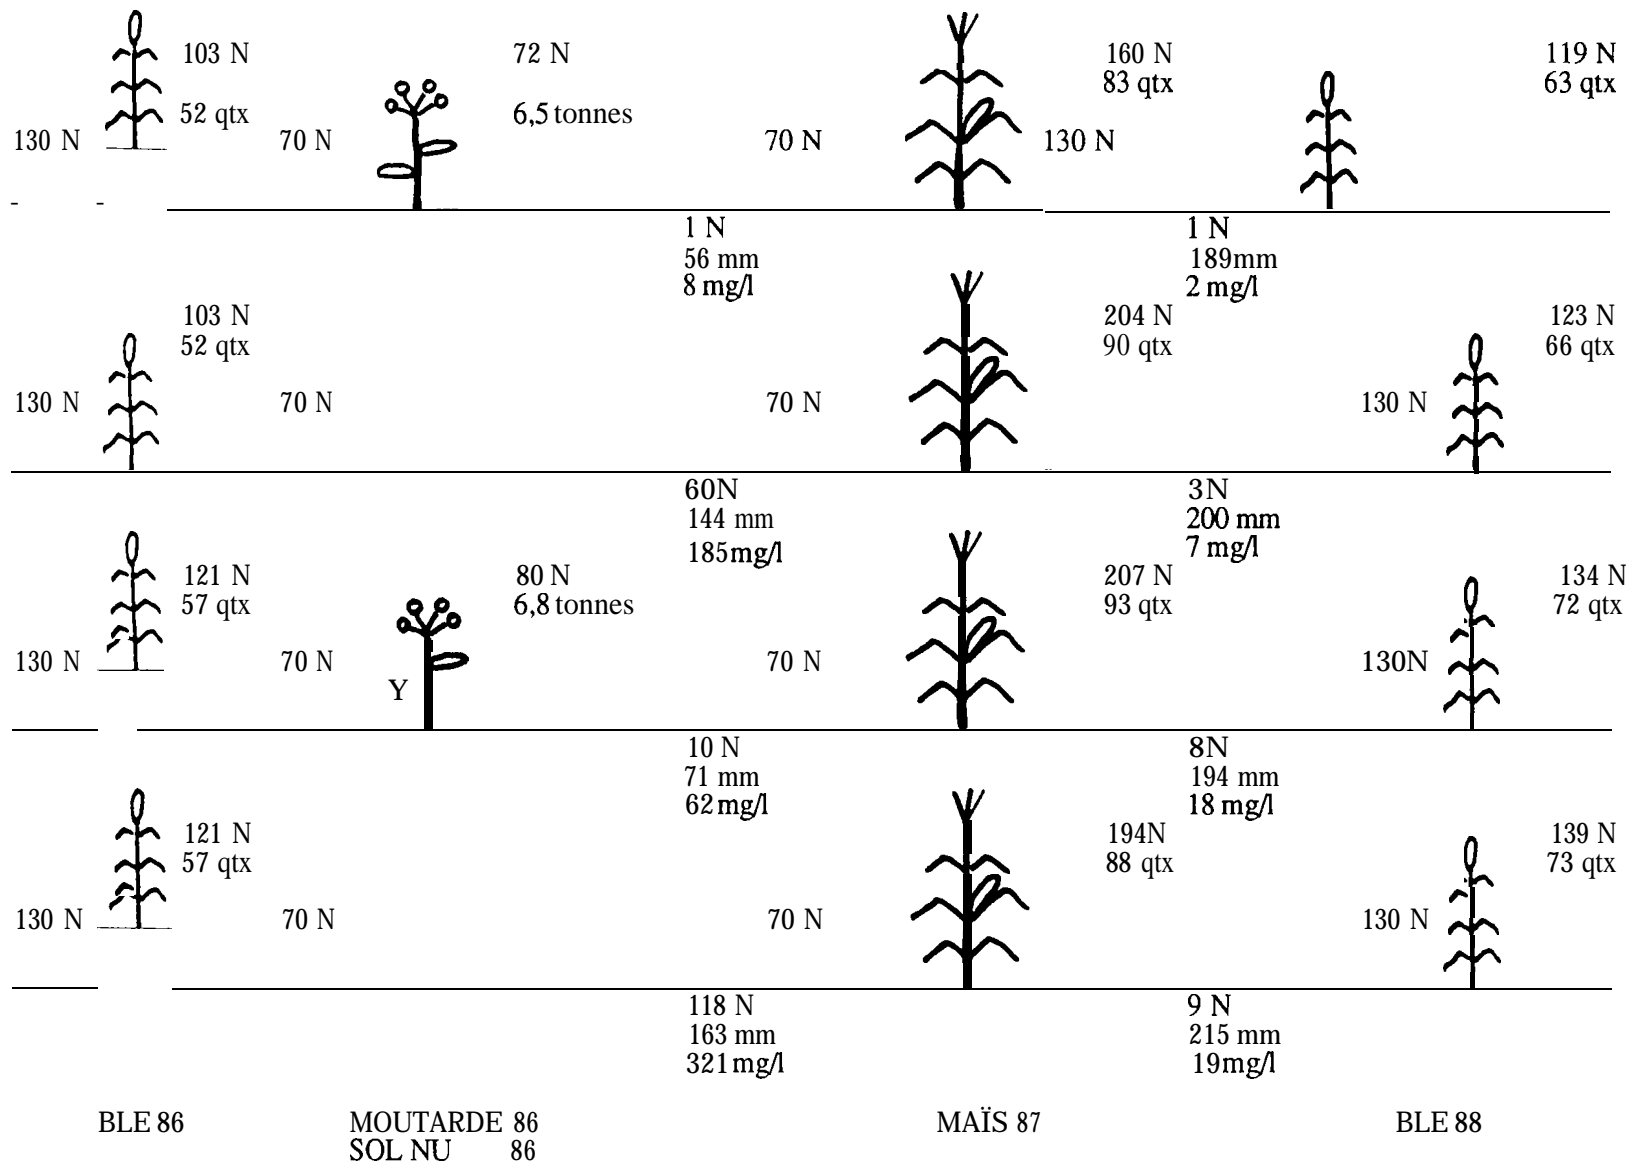 103 N
72 N
160 N
119 N
83 qtx
63 qtx
52 qtx
6,5 tonnes
130 N
70 N
70 N
130 N
1 N
56 mm
8 mg/l
1 N
189mm
2 mg/l
103 N
52 qtx
204 N
90 qtx
123 N
66 qtx
130 N
70 N
70 N
130 N
60N
144 mm
185mg/l
3N
200 mm
7 mg/l
121 N
57 qtx
80 N
6,8 tonnes
207 N
93 qtx
134 N
72 qtx
130 N
70 N
Y
70 N
130N
10 N
71 mm
62mg/l
8N
194 mm
18 mg/l
121 N
57 qtx
194N
88 qtx
139 N
73 qtx
130 N
70 N
70 N
130 N
118 N
163 mm
321mg/l
9 N
215 mm
19mg/l
BLE 86
MOUTARDE 86
SOL NU 86
MAÏS 87
BLE 88